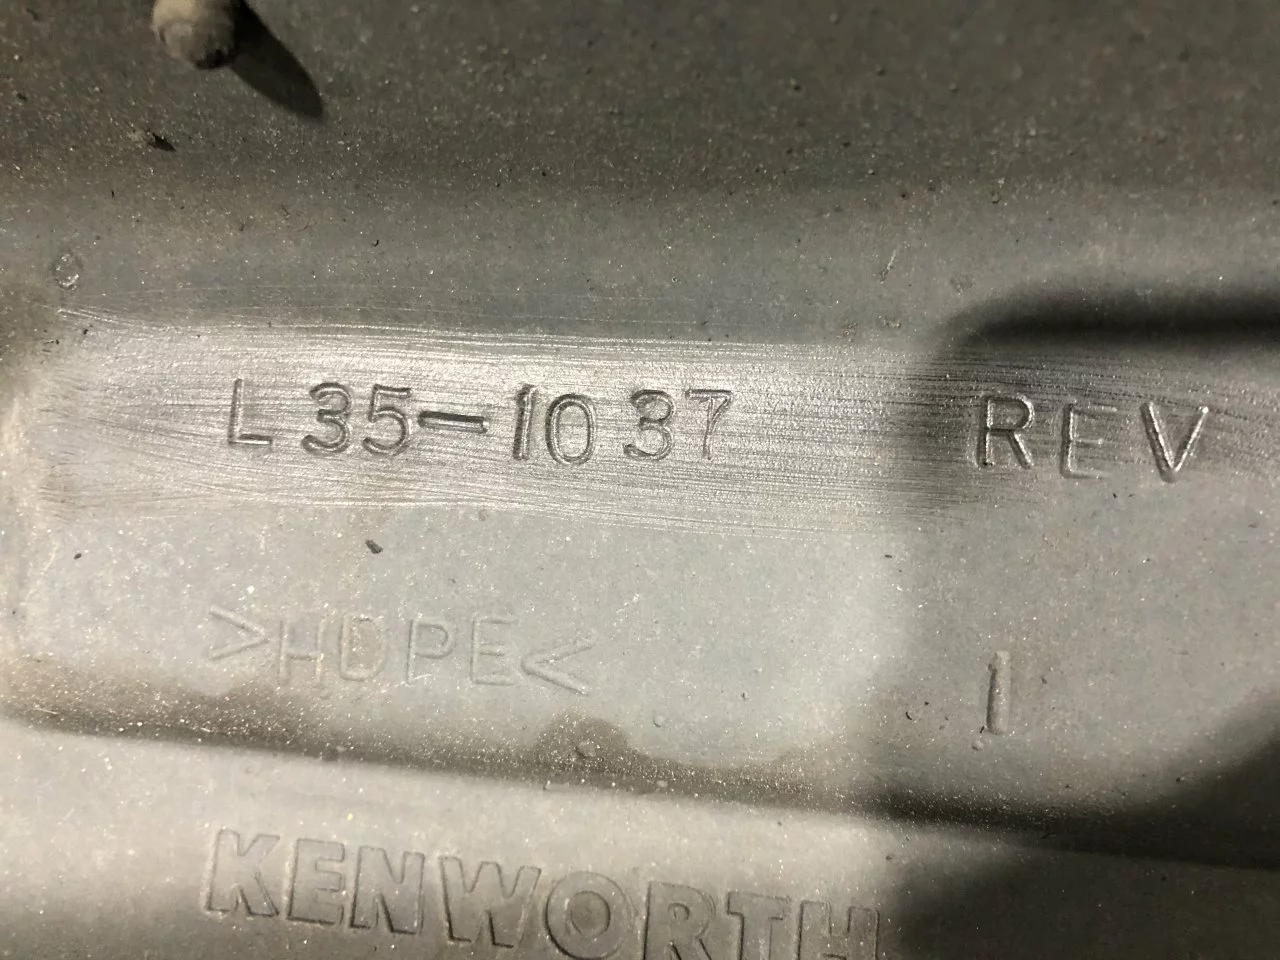 L35-1037 REV
>HDPE< 1
KENWORTH